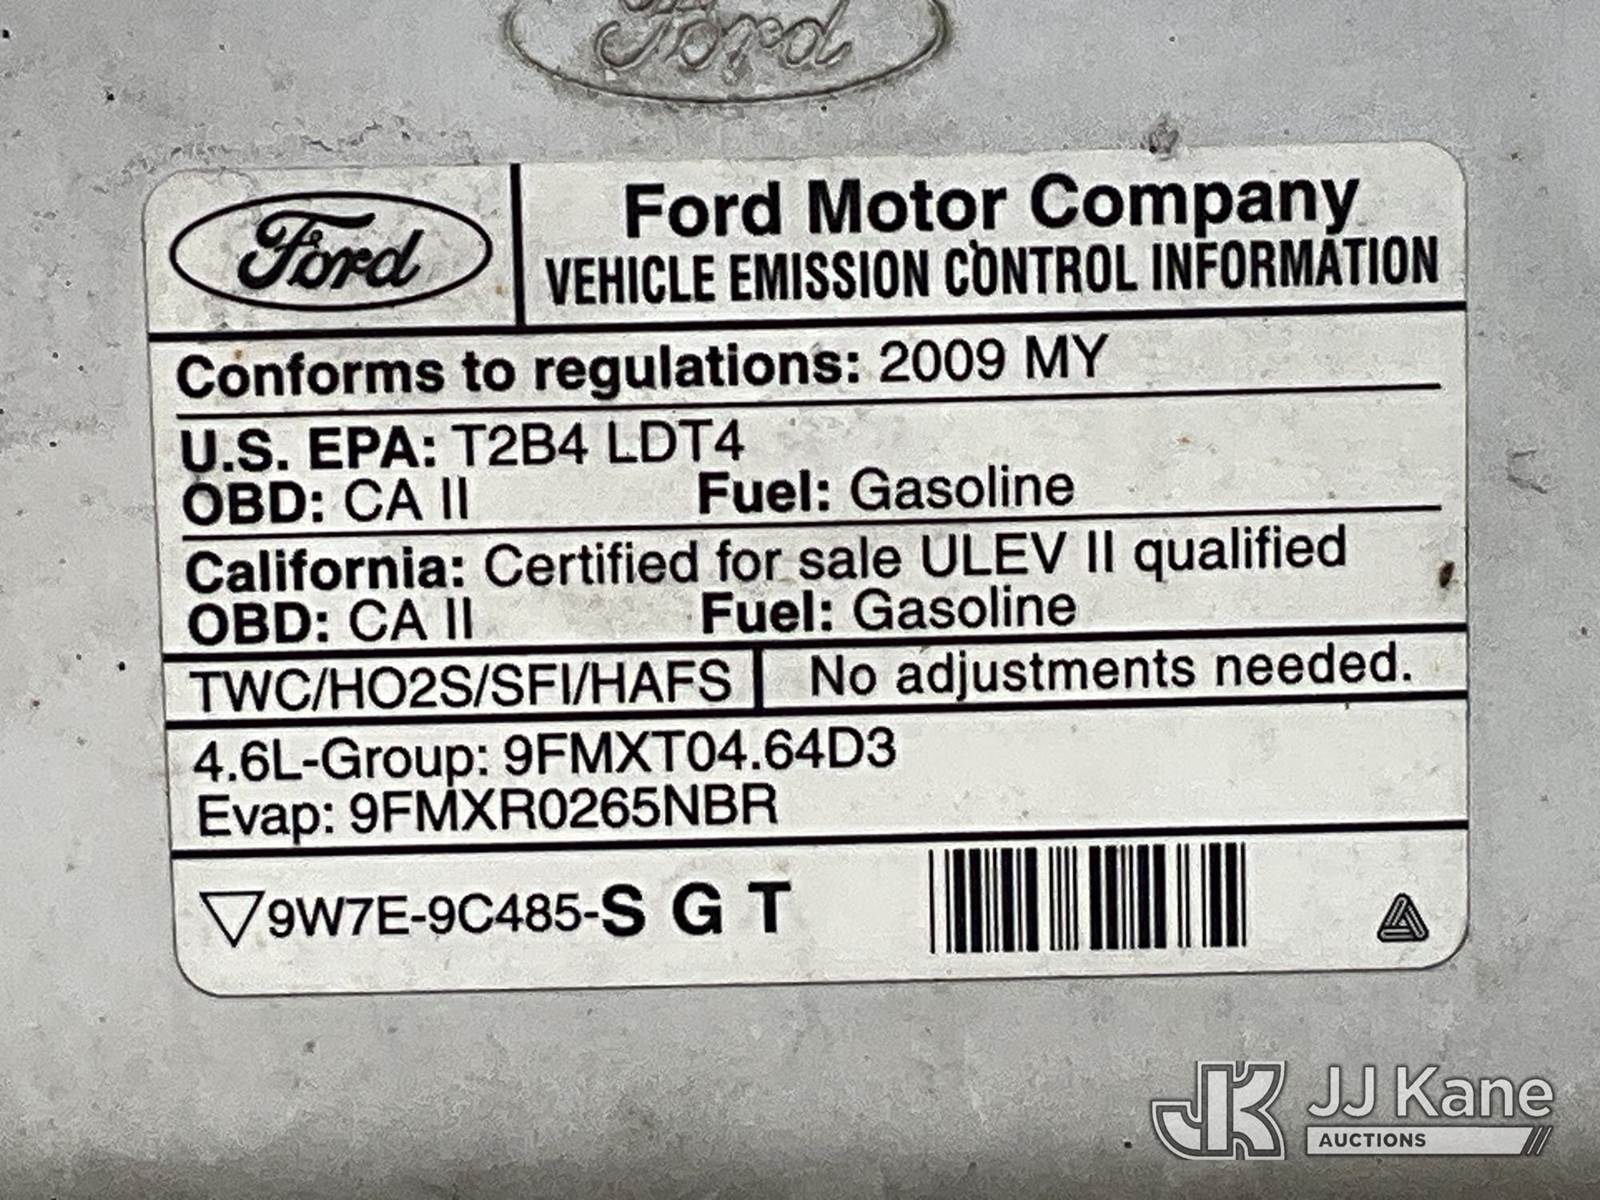 Ford
Ford
Ford Motor Company
VEHICLE EMISSION CONTROL INFORMATION
Conforms to regulations: 2009 MY
U.S. EPA: T2B4 LDT4
OBD: CA II Fuel: Gasoline
California: Certified for sale ULEV II qualified
OBD: CA II Fuel: Gasoline
TWC/HO2S/SFI/HAFS No adjustments needed.
4.6L-Group: 9FMXT04.64D3
Evap: 9FMXR0265NBR
9W7E-9C485-S G T
JK JJ Kane
AUCTIONS